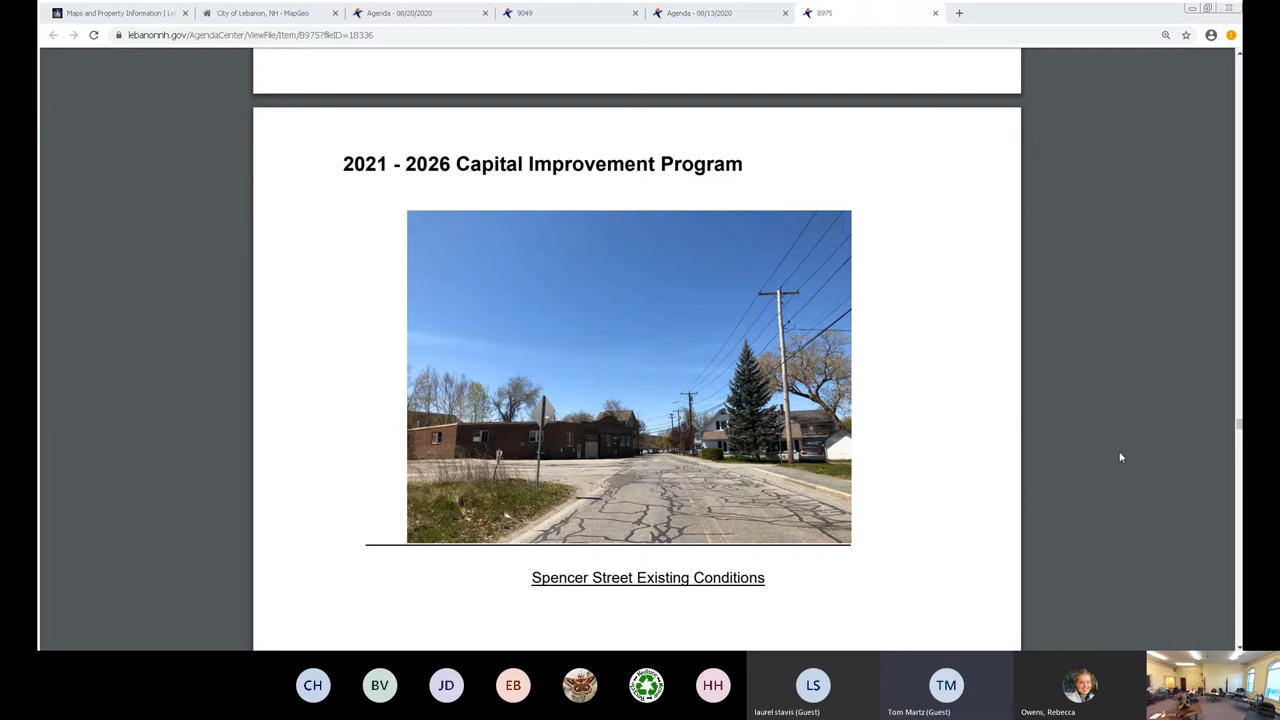 Maps and Property Information | Le
City of Lebanon, NH - MapGeo
Agenda - 08/20/2020
9049
Agenda - 08/13/2020
8975
lebanonnh.gov/AgendaCenter/ViewFile/Item/8975?fileID=18336
2021 - 2026 Capital Improvement Program
Spencer Street Existing Conditions
CH
BV
JD
EB
HH
LS
TM
laurel stavis (Guest)
Tom Martz (Guest)
Owens, Rebecca